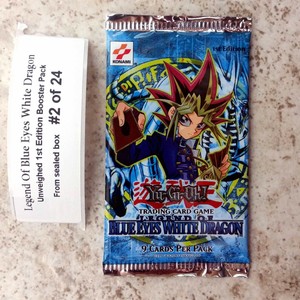 Legend Of Blue Eyes White Dragon
Unweighed 1st Edition Booster Pack
#2 of 24
From sealed box
KONAMI
1st Edition
Yu-Gi-Oh!
TRADING CARD GAME
LEGEND OF
BLUE EYES WHITE DRAGON
9 CARDS PER PACK